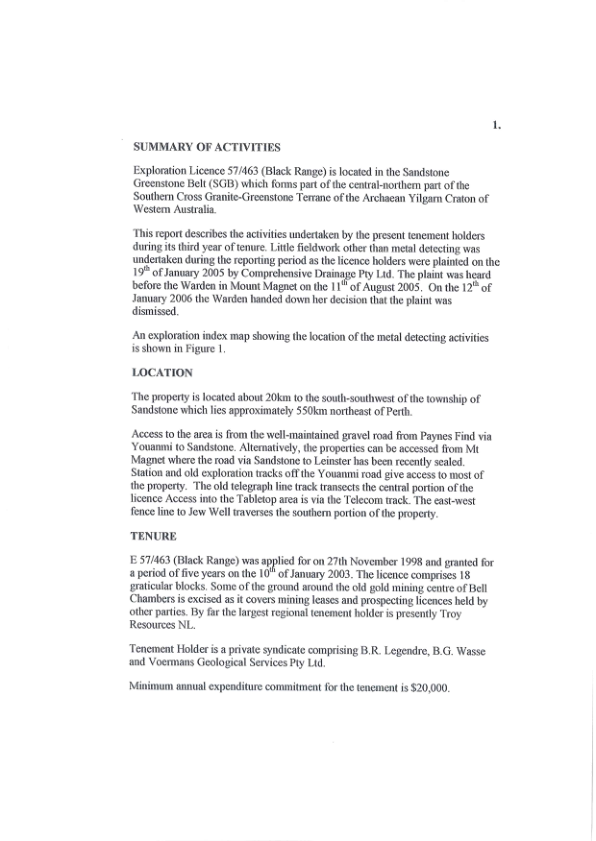 1.
SUMMARY OF ACTIVITIES
Exploration Licence 57/463 (Black Range) is located in the Sandstone
Greenstone Belt (SGB) which forms part of the central-northern part of the
Southern Cross Granite-Greenstone Terrane of the Archaean Yilgarn Craton of
Western Australia.
This report describes the activities undertaken by the present tenement holders
during its third year of tenure. Little fieldwork other than metal detecting was
undertaken during the reporting period as the licence holders were plainted on the
19th of January 2005 by Comprehensive Drainage Pty Ltd. The plaint was heard
before the Warden in Mount Magnet on the 11th of August 2005. On the 12th of
January 2006 the Warden handed down her decision that the plaint was
dismissed.
An exploration index map showing the location of the metal detecting activities
is shown in Figure 1.
LOCATION
The property is located about 20km to the south-southwest of the township of
Sandstone which lies approximately 550km northeast of Perth.
Access to the area is from the well-maintained gravel road from Paynes Find via
Youanmi to Sandstone. Alternatively, the properties can be accessed from Mt
Magnet where the road via Sandstone to Leinster has been recently sealed.
Station and old exploration tracks off the Youanmi road give access to most of
the property. The old telegraph line track transects the central portion of the
licence Access into the Tabletop area is via the Telecom track. The east-west
fence line to Jew Well traverses the southern portion of the property.
TENURE
E 57/463 (Black Range) was applied for on 27th November 1998 and granted for
a period of five years on the 10th of January 2003. The licence comprises 18
graticular blocks. Some of the ground around the old gold mining centre of Bell
Chambers is excised as it covers mining leases and prospecting licences held by
other parties. By far the largest regional tenement holder is presently Troy
Resources NL.
Tenement Holder is a private syndicate comprising B.R. Legendre, B.G. Wasse
and Voermans Geological Services Pty Ltd.
Minimum annual expenditure commitment for the tenement is $20,000.